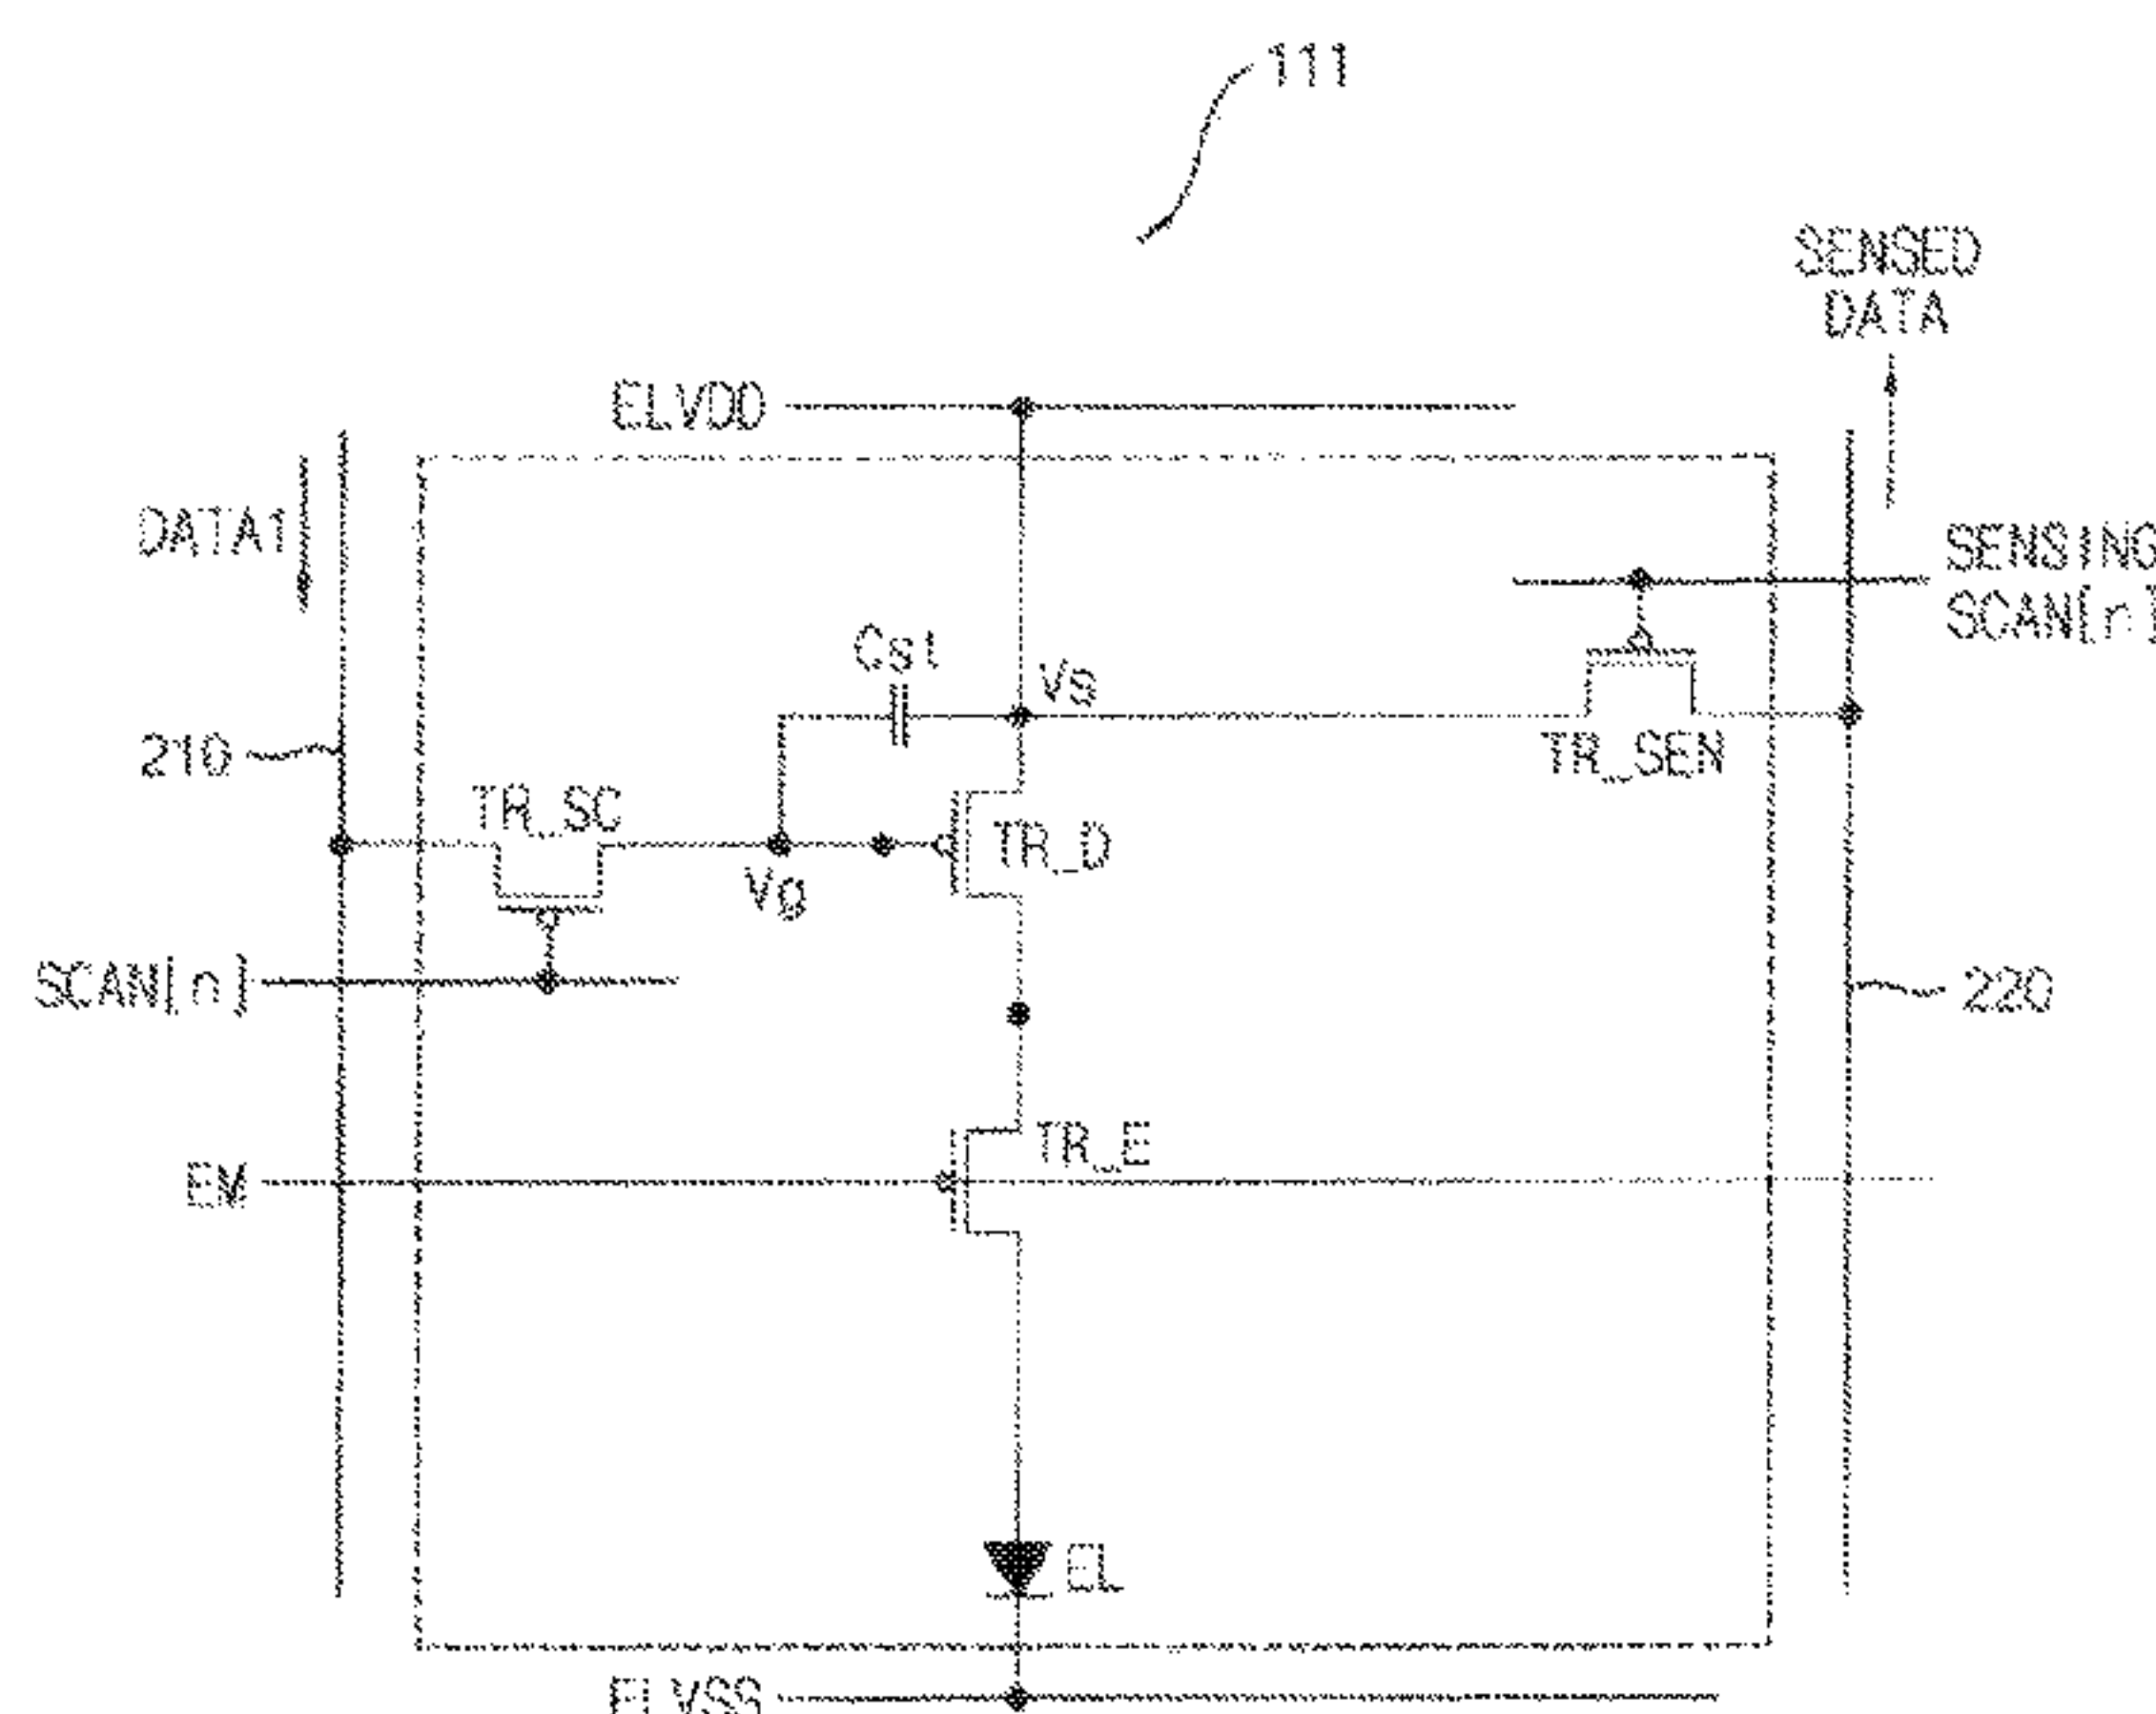 111
SENSED
DATA
ELVDD
DATA1
SENSING
SCAN[n]
Cst
Vs
210
TR_SEN
TR_SC
TR_D
Vg
SCAN[n]
220
TR_E
EM
EL
ELVSS